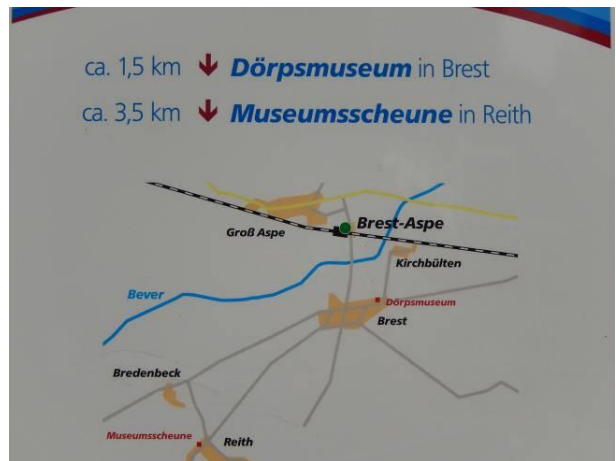 ca. 1,5 km ↓ Dörpsmuseum in Brest
ca. 3,5 km ↓ Museumsscheune in Reith
Brest-Aspe
Groß Aspe
Kirchbülten
Bever
Dörpsmuseum
Brest
Bredenbeck
Museumsscheune
Reith